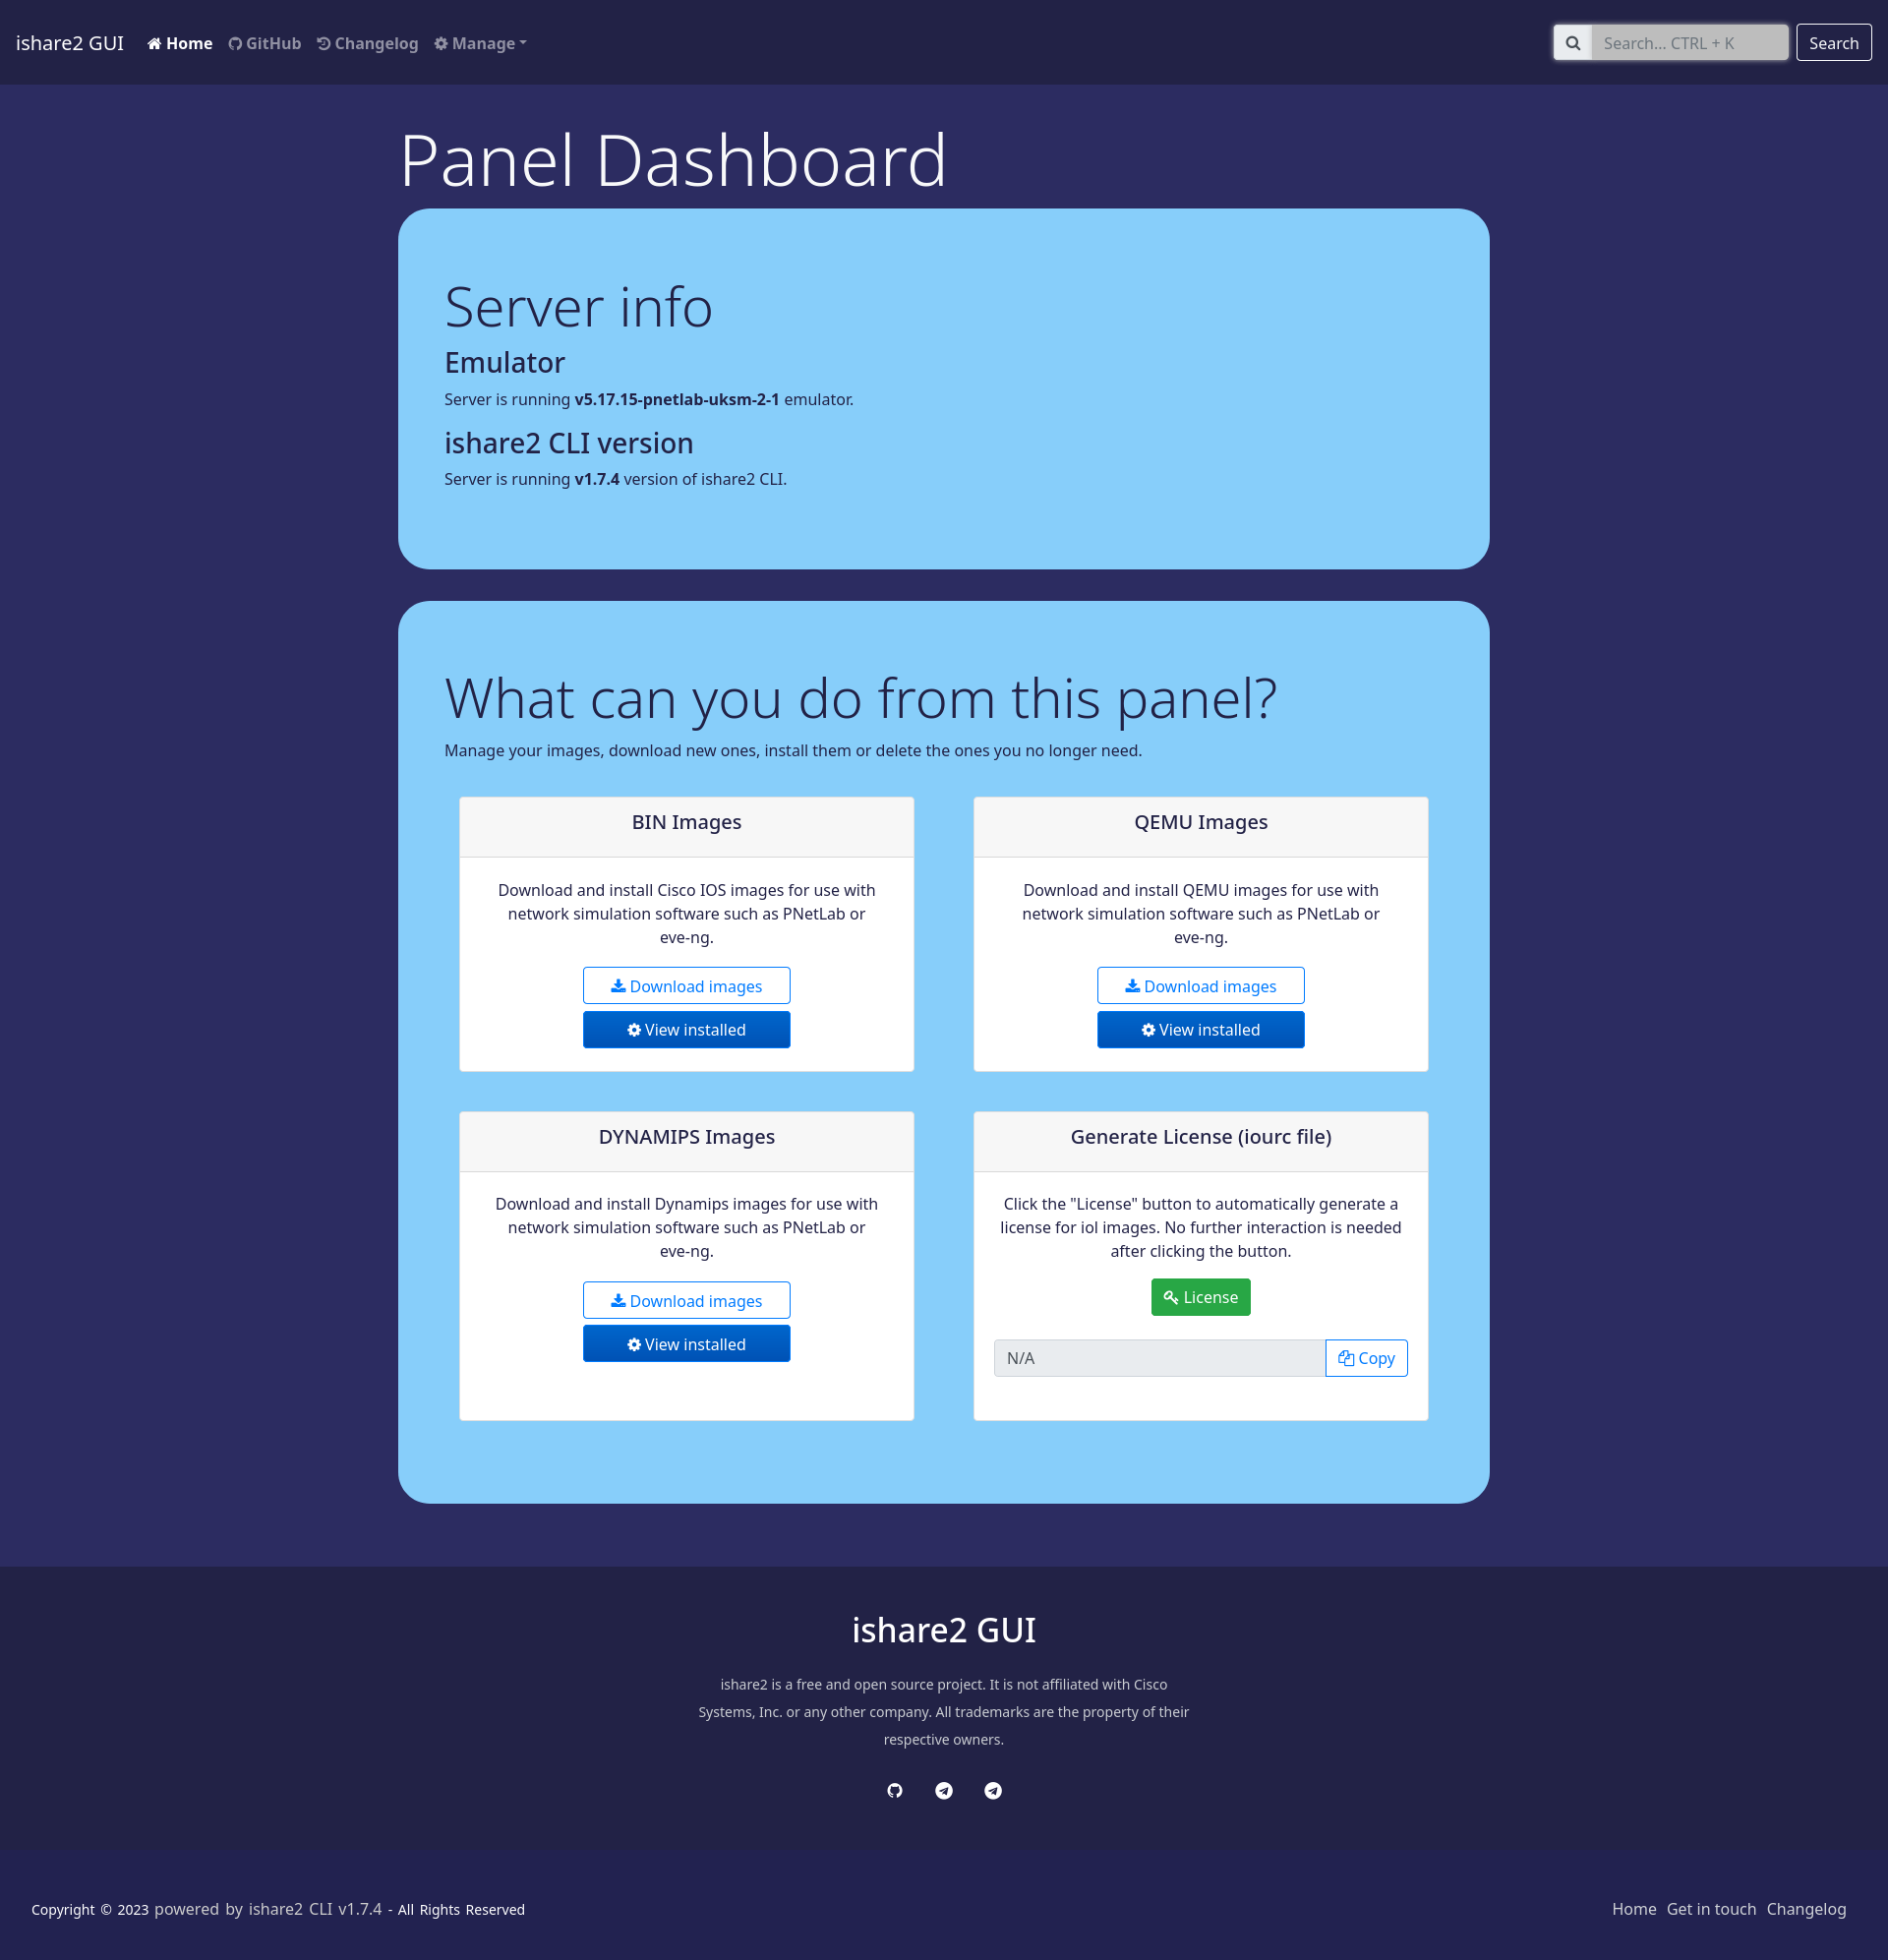 ishare2 GUI Home GitHub Changelog Manage Search... CTRL + K Search
Panel Dashboard
Server info
Emulator
Server is running v5.17.15-pnetlab-uksm-2-1 emulator.
ishare2 CLI version
Server is running v1.7.4 version of ishare2 CLI.
What can you do from this panel?
Manage your images, download new ones, install them or delete the ones you no longer need.
BIN Images
Download and install Cisco IOS images for use with
network simulation software such as PNetLab or
eve-ng.
Download images
View installed
QEMU Images
Download and install QEMU images for use with
network simulation software such as PNetLab or
eve-ng.
Download images
View installed
DYNAMIPS Images
Download and install Dynamips images for use with
network simulation software such as PNetLab or
eve-ng.
Download images
View installed
Generate License (iourc file)
Click the "License" button to automatically generate a
license for iol images. No further interaction is needed
after clicking the button.
License
N/A Copy
ishare2 GUI
ishare2 is a free and open source project. It is not affiliated with Cisco
Systems, Inc. or any other company. All trademarks are the property of their
respective owners.
Copyright © 2023 powered by ishare2 CLI v1.7.4 - All Rights Reserved Home Get in touch Changelog